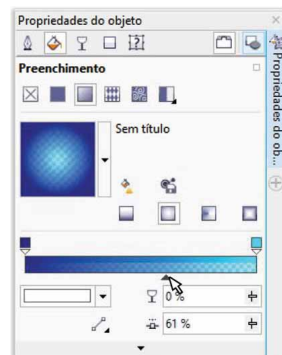 Propriedades do objeto
Preenchimento
Sem título
0 %
61 %
Propriedades do ob...